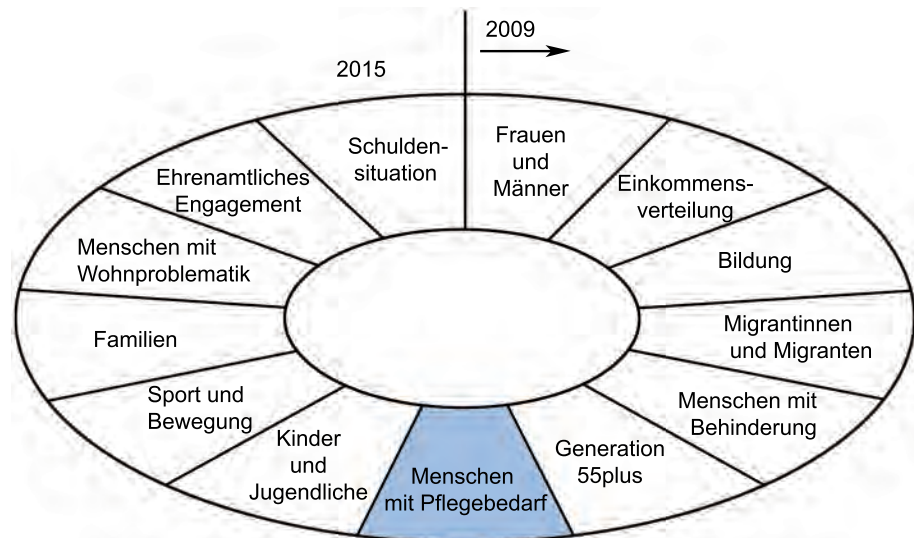 2009
2015
Frauen
und
Männer
Einkommens-
verteilung
Bildung
Migrantinnen
und Migranten
Menschen mit
Behinderung
Generation
55plus
Menschen
mit Pflegebedarf
Kinder
und
Jugendliche
Sport und
Bewegung
Familien
Menschen mit
Wohnproblematik
Ehrenamtliches
Engagement
Schulden-
situation